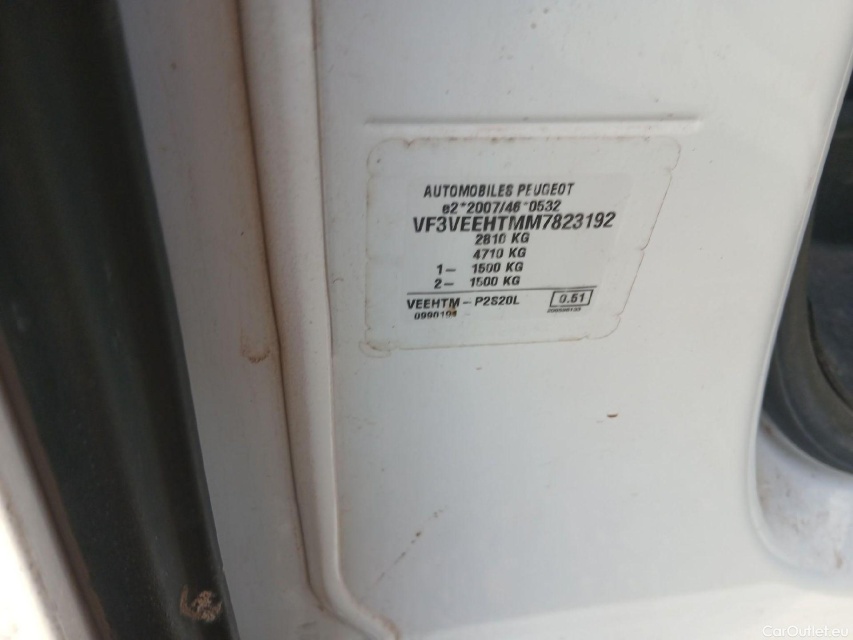 AUTOMOBILES PEUGEOT
e2*2007/46*0532
VF3VEEHTMM7823192
2810 KG
4710 KG
1- 1500 KG
2- 1500 KG
VEEHTM-P2S20L 0.51
CarOutlet.eu